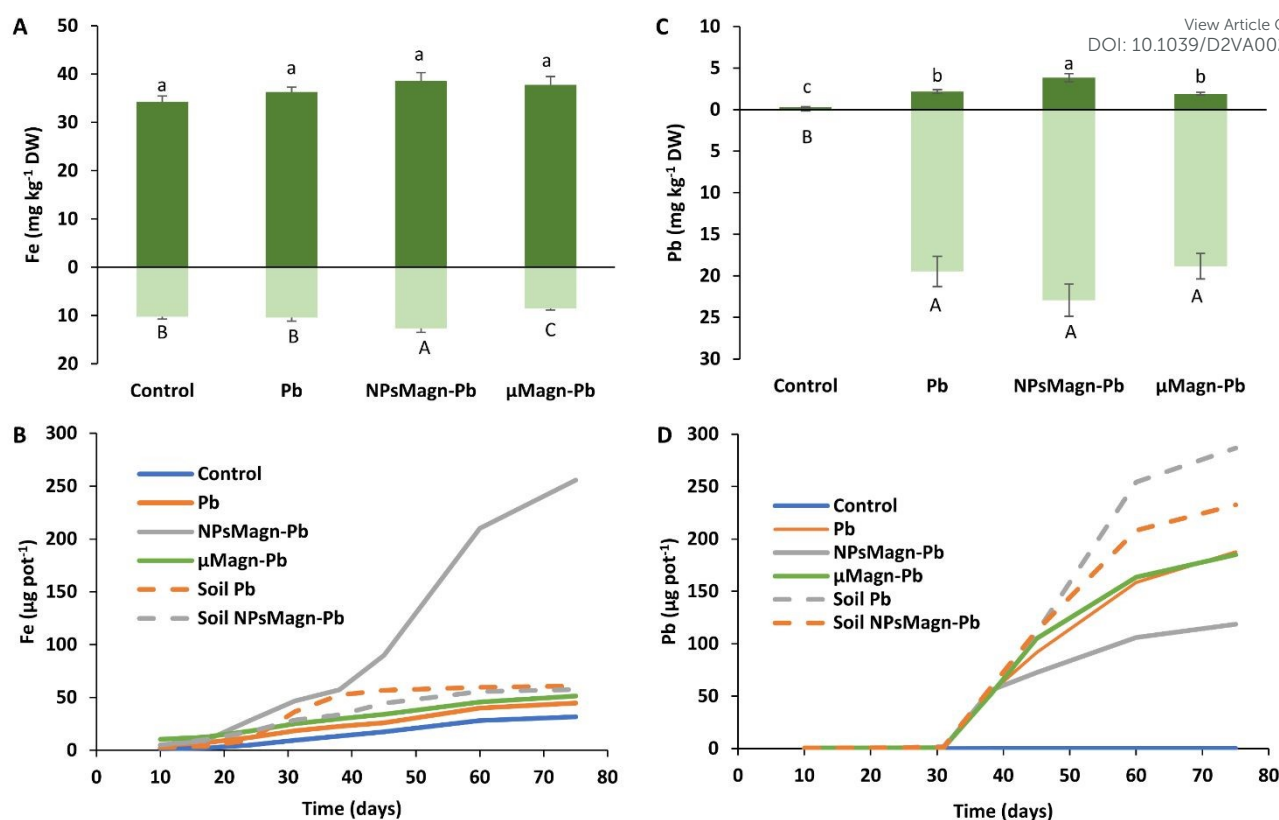 View Article O
DOI: 10.1039/D2VA00
A
50
40
30
20
10
0
10
20
Fe (mg kg-1 DW)
a
a
a
a
B
B
A
C
Control
Pb
NPsMagn-Pb
µMagn-Pb
C
10
5
0
5
10
15
20
25
30
Pb (mg kg-1 DW)
c
b
a
b
B
A
A
A
Control
Pb
NPsMagn-Pb
µMagn-Pb
B
300
250
200
150
100
50
0
Fe (µg pot-1)
Control
Pb
NPsMagn-Pb
µMagn-Pb
Soil Pb
Soil NPsMagn-Pb
0 10 20 30 40 50 60 70 80
Time (days)
D
300
250
200
150
100
50
0
Pb (µg pot-1)
Control
Pb
NPsMagn-Pb
µMagn-Pb
Soil Pb
Soil NPsMagn-Pb
0 10 20 30 40 50 60 70 80
Time (days)